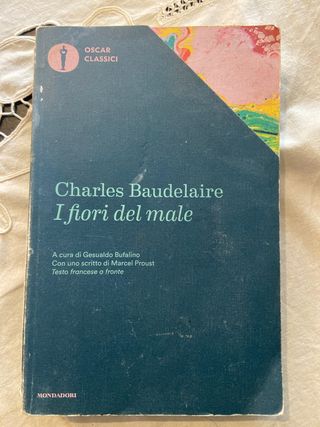 OSCAR
CLASSICI
Charles Baudelaire
I fiori del male
A cura di Gesualdo Bufalino
Con uno scritto di Marcel Proust
Testo francese a fronte
MONDADORI